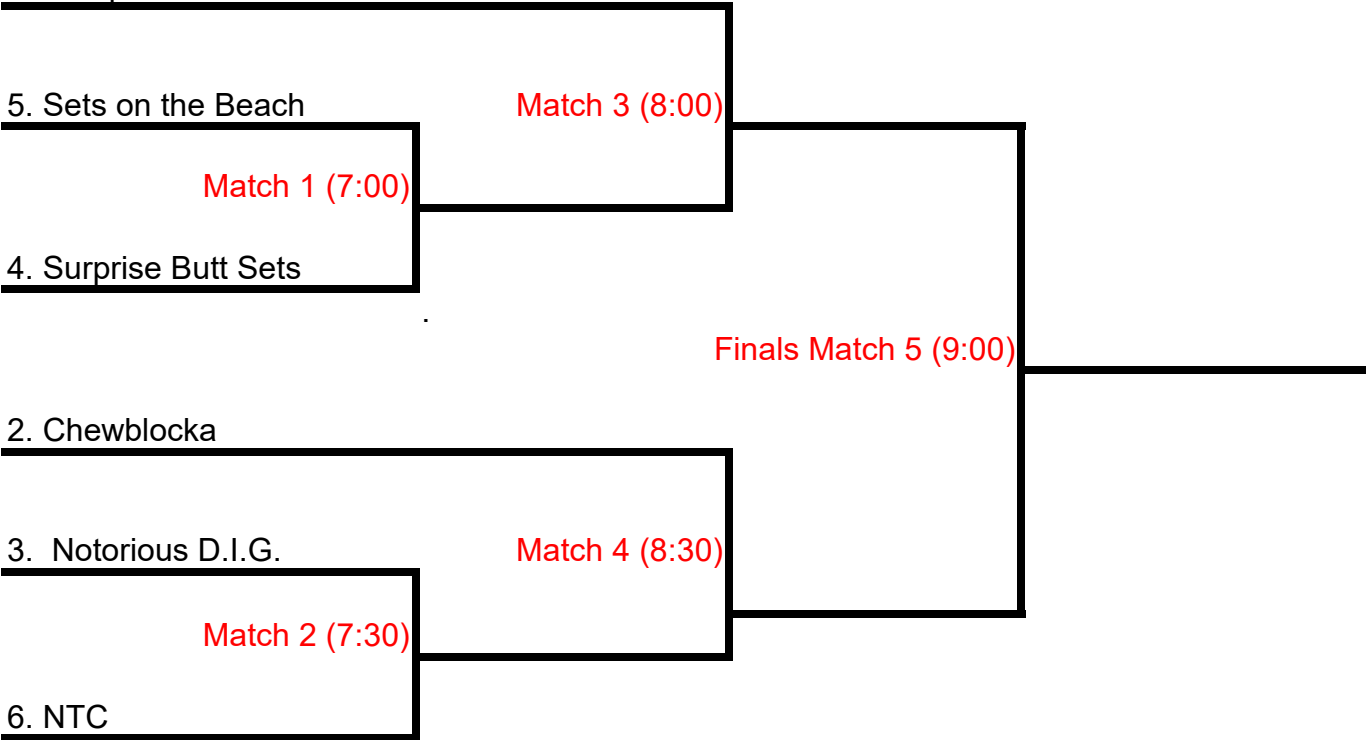 5. Sets on the Beach
Match 3 (8:00)
Match 1 (7:00)
4. Surprise Butt Sets
.
Finals Match 5 (9:00)
2. Chewblocka
3.  Notorious D.I.G.
Match 4 (8:30)
Match 2 (7:30)
6. NTC